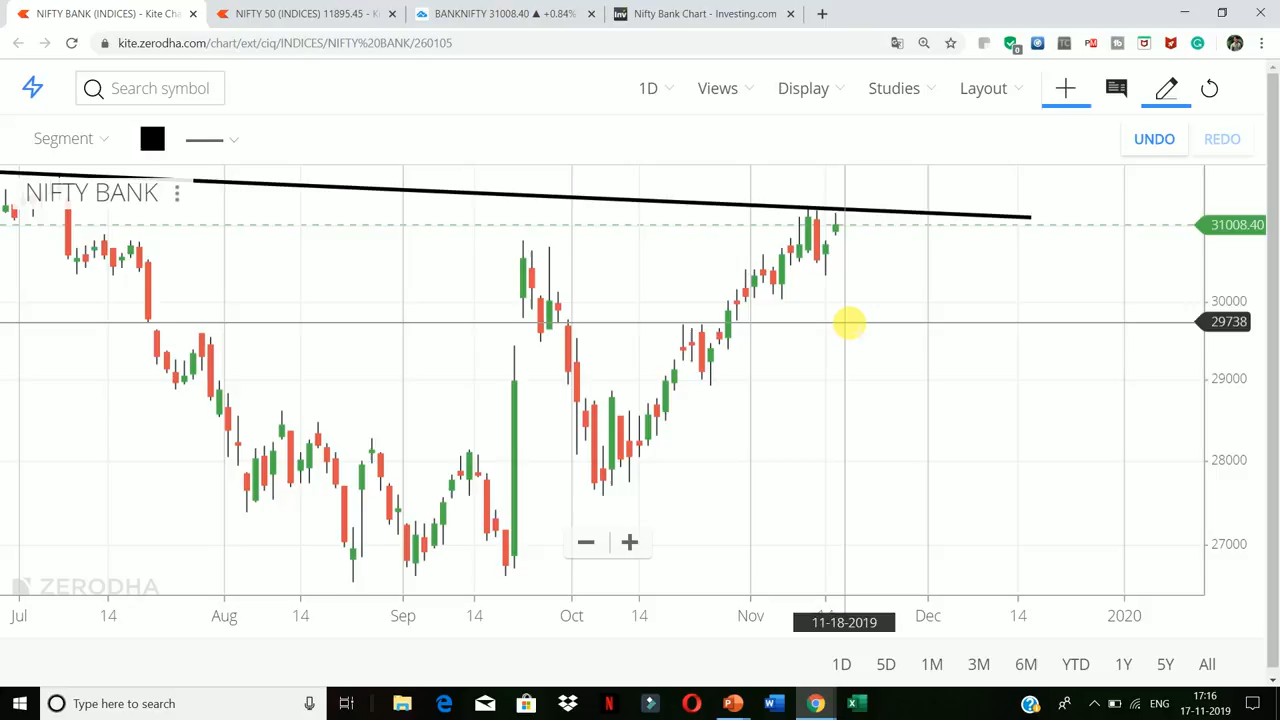 NIFTY BANK (INDICES) - Kite Cha
NIFTY 50 (INDICES) 11895.45 - Ki
BANKNIFTY 31008.40 ▲ +0.84%
Inv
Nifty Bank Chart - Investing.com
kite.zerodha.com/chart/ext/ciq/INDICES/NIFTY%20BANK/260105
Search symbol
1D
Views
Display
Studies
Layout
Segment
UNDO
REDO
NIFTY BANK
31008.40
30000
29738
29000
28000
27000
ZERODHA
Jul
14
Aug
14
Sep
14
Oct
14
Nov
Dec
14
2020
11-18-2019
1D
5D
1M
3M
6M
YTD
1Y
5Y
All
Type here to search
ENG
17:16
17-11-2019